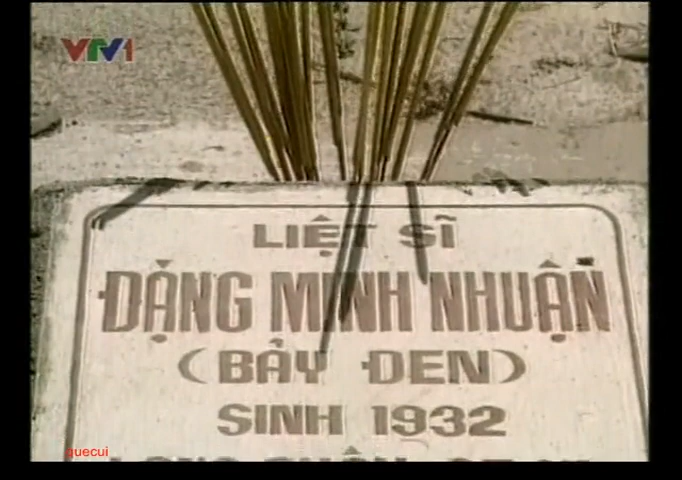 VTV1
LIỆT SĨ
ĐẶNG MINH NHUẬN
(BẢY ĐEN)
SINH 1932
quecui